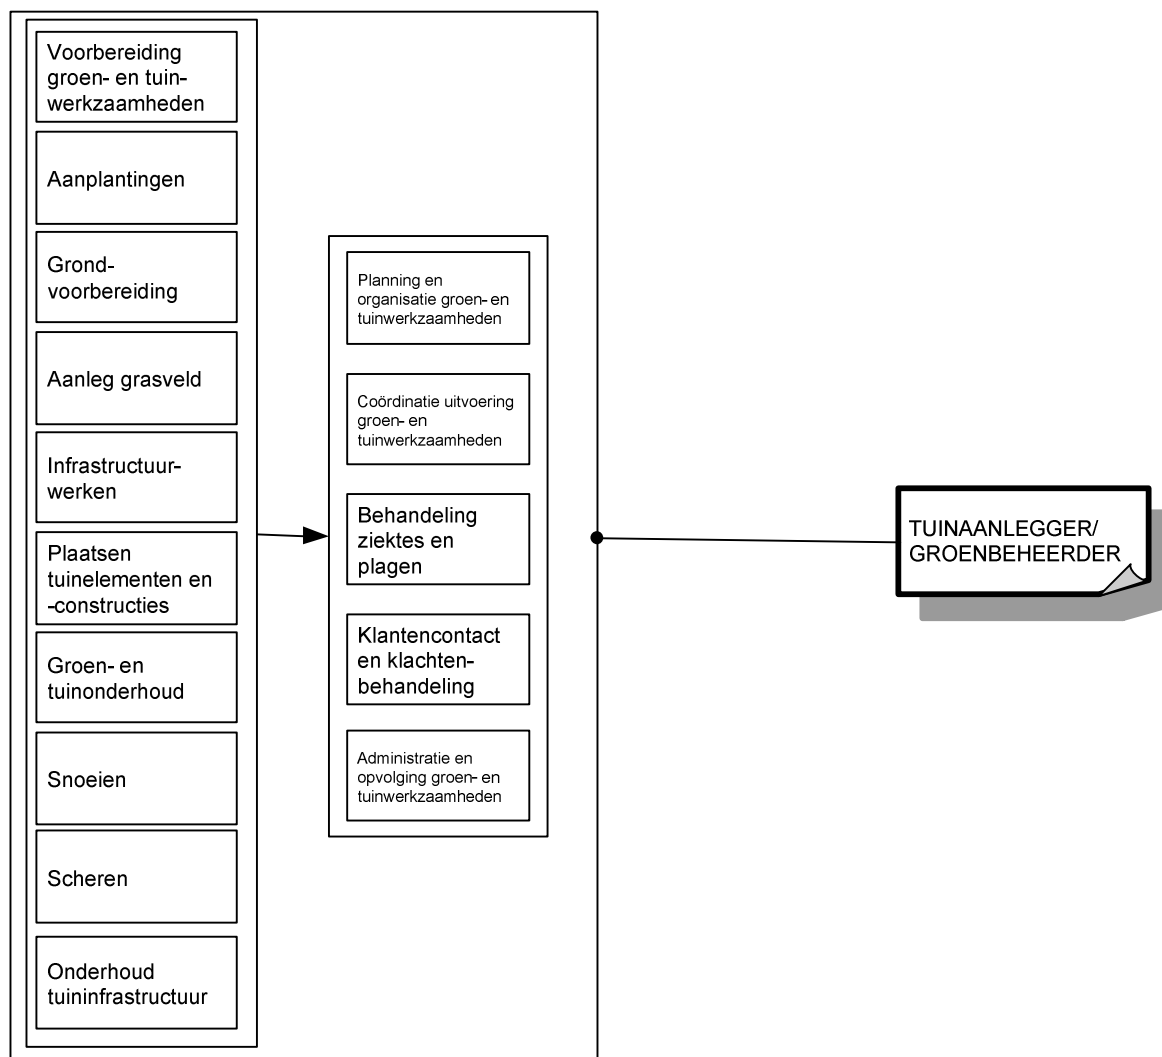 Voorbereiding
groen- en tuin-
werkzaamheden
Aanplantingen
Grond-
voorbereiding
Aanleg grasveld
Infrastructuur-
werken
Plaatsen
tuinelementen en
-constructies
Groen- en
tuinonderhoud
Snoeien
Scheren
Onderhoud
tuininfrastructuur
Planning en
organisatie groen- en
tuinwerkzaamheden
Coördinatie uitvoering
groen- en
tuinwerkzaamheden
Behandeling
ziektes en
plagen
Klantencontact
en klachten-
behandeling
Administratie en
opvolging groen- en
tuinwerkzaamheden
TUINAANLEGGER/
GROENBEHEERDER